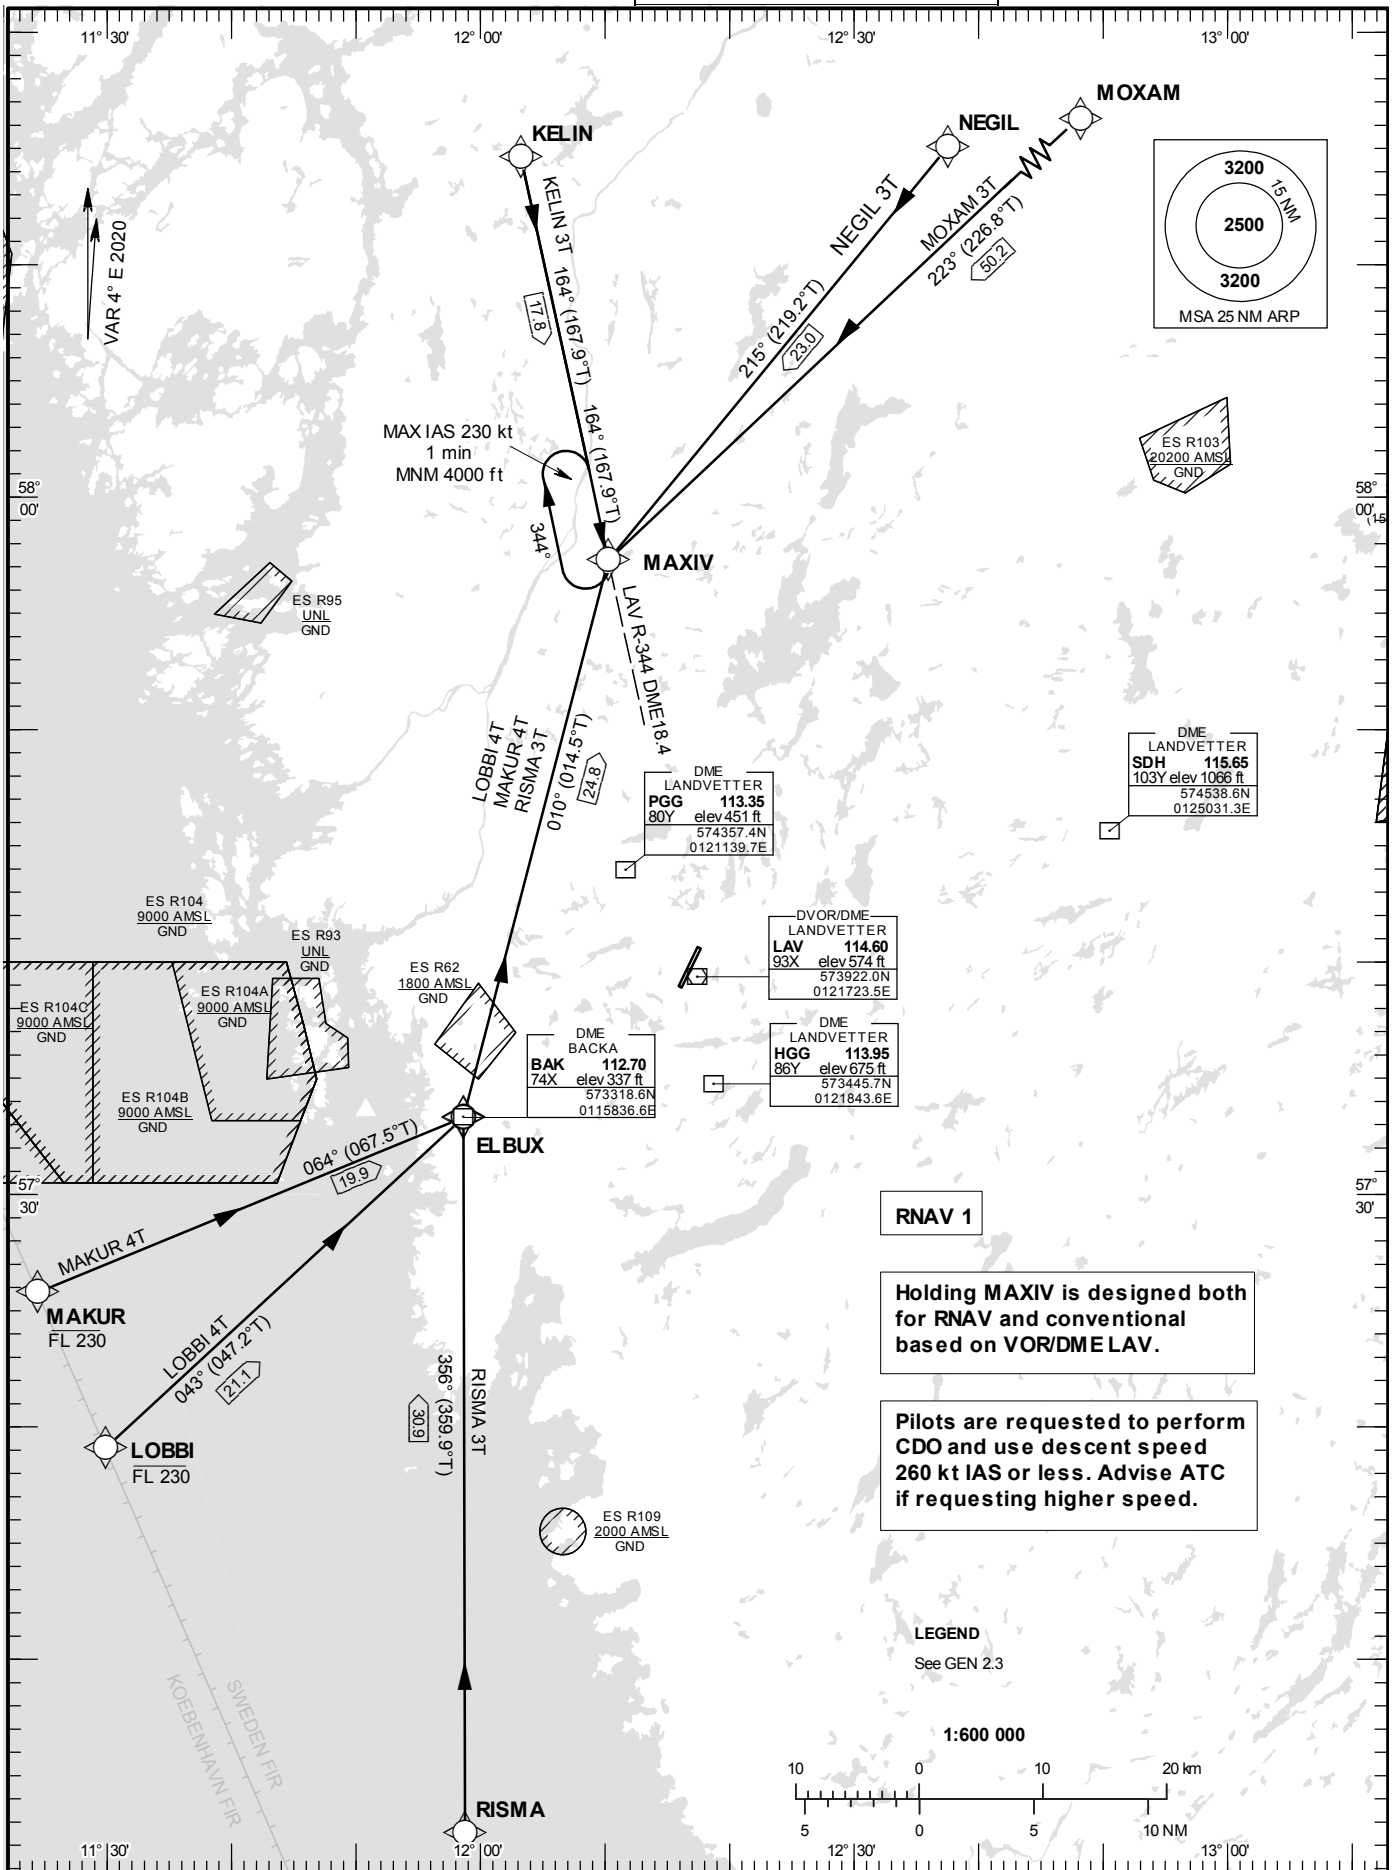 11° 30'
12° 00'
12° 30'
13° 00'
MOXAM
KELIN
NEGIL
3200
15 NM
2500
3200
MSA 25 NM ARP
VAR 4° E 2020
KELIN 3T 164° (167.9°T)
17.8
164° (167.9°T)
NEGIL 3T
215° (219.2°T)
23.0
MOXAM 3T
223° (226.8°T)
50.2
MAX IAS 230 kt
1 min
MNM 4000 ft
344°
ES R103
20200 AMSL
GND
58°
00'
58°
00'
(15
MAXIV
ES R95
UNL
GND
LAV R-344 DME18.4
LOBBI 4T
MAKUR 4T
RISMA 3T
010° (014.5°T)
24.8
DME
LANDVETTER
PGG 113.35
80Y elev 451 ft
574357.4N
0121139.7E
DME
LANDVETTER
SDH 115.65
103Y elev 1066 ft
574538.6N
0125031.3E
ES R104
9000 AMSL
GND
ES R93
UNL
GND
ES R62
1800 AMSL
GND
DVOR/DME
LANDVETTER
LAV 114.60
93X elev 574 ft
573922.0N
0121723.5E
ES R104C
9000 AMSL
GND
ES R104A
9000 AMSL
GND
ES R104B
9000 AMSL
GND
DME
BACKA
BAK 112.70
74X elev 337 ft
573318.6N
0115836.6E
DME
LANDVETTER
HGG 113.95
86Y elev 675 ft
573445.7N
0121843.6E
ELBUX
064° (067.5°T)
19.9
57°
30'
57°
30'
MAKUR 4T
MAKUR
FL 230
LOBBI 4T
043° (047.2°T)
21.1
LOBBI
FL 230
RISMA 3T
356° (359.9°T)
30.9
RNAV 1
Holding MAXIV is designed both
for RNAV and conventional
based on VOR/DME LAV.
Pilots are requested to perform
CDO and use descent speed
260 kt IAS or less. Advise ATC
if requesting higher speed.
ES R109
2000 AMSL
GND
LEGEND
See GEN 2.3
SWEDEN FIR
KOEBENHAVN FIR
1:600 000
10 0 10 20 km
5 0 5 10 NM
RISMA
11° 30'
12° 00'
12° 30'
13° 00'